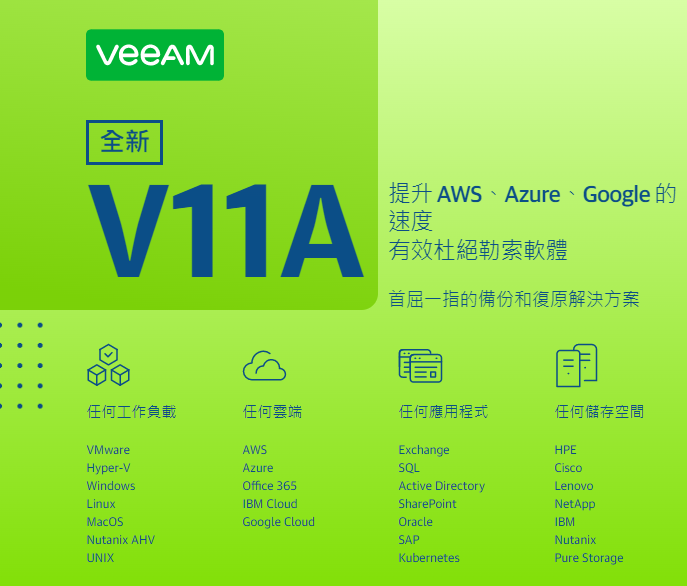 veeAM
全新
V11A
提升 AWS、Azure、Google 的
速度
有效杜絕勒索軟體
首屈一指的備份和復原解決方案
任何工作負載
VMware
Hyper-V
Windows
Linux
MacOS
Nutanix AHV
UNIX
任何雲端
AWS
Azure
Office 365
IBM Cloud
Google Cloud
任何應用程式
Exchange
SQL
Active Directory
SharePoint
Oracle
SAP
Kubernetes
任何儲存空間
HPE
Cisco
Lenovo
NetApp
IBM
Nutanix
Pure Storage